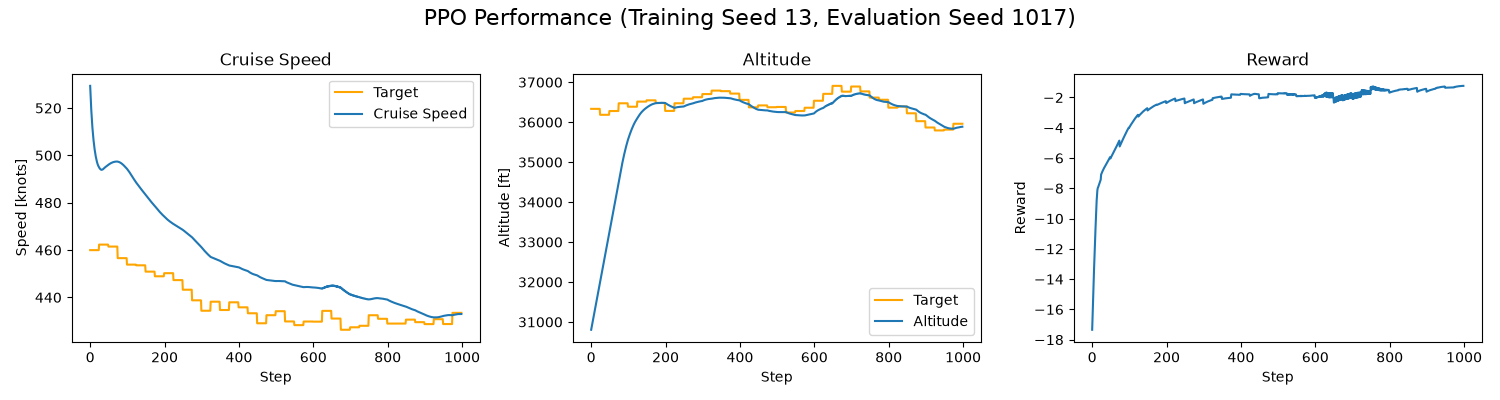 PPO Performance (Training Seed 13, Evaluation Seed 1017)
Cruise Speed
Speed [knots]
520
500
480
460
440
Target
Cruise Speed
0 200 400 600 800 1000
Step
Altitude
Altitude [ft]
37000
36000
35000
34000
33000
32000
31000
Target
Altitude
0 200 400 600 800 1000
Step
Reward
Reward
−2
−4
−6
−8
−10
−12
−14
−16
−18
0 200 400 600 800 1000
Step